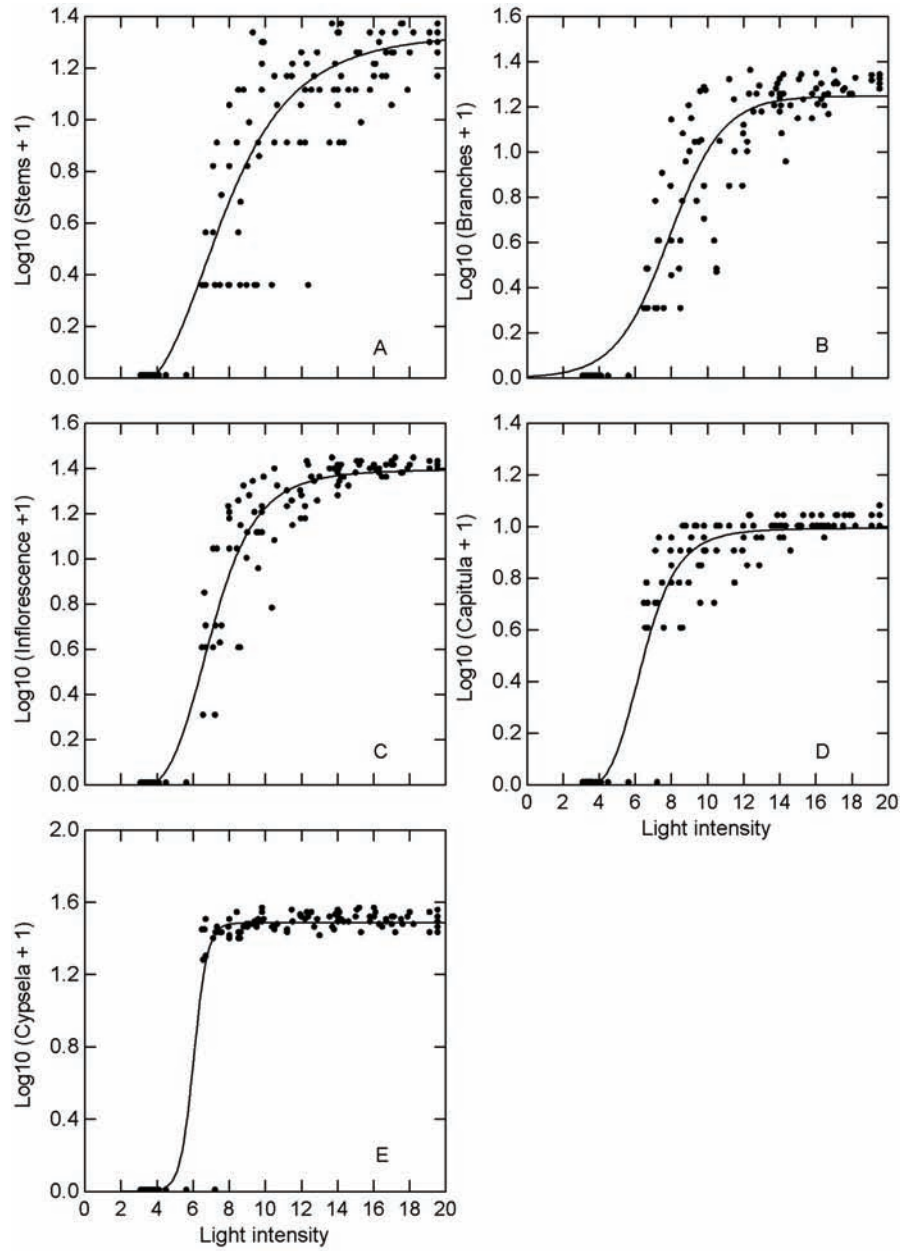 1.4
1.2
1.0
0.8
0.6
0.4
0.2
0.0
Log10 (Stems + 1)
A
1.6
1.4
1.2
1.0
0.8
0.6
0.4
0.2
0.0
Log10 (Branches + 1)
B
1.6
1.4
1.2
1.0
0.8
0.6
0.4
0.2
0.0
Log10 (Inflorescence +1)
C
1.4
1.2
1.0
0.8
0.6
0.4
0.2
0.0
Log10 (Capitula + 1)
D
0 2 4 6 8 10 12 14 16 18 20
Light intensity
2.0
1.6
1.2
0.8
0.4
0.0
Log10 (Cypsela + 1)
E
0 2 4 6 8 10 12 14 16 18 20
Light intensity